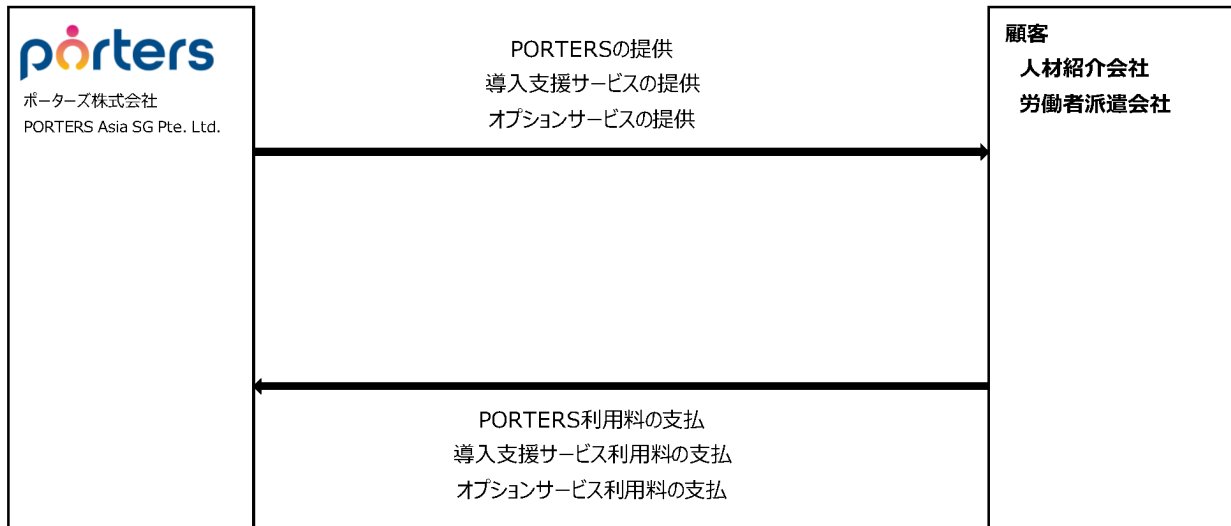 porters
ポーターズ株式会社
PORTERS Asia SG Pte. Ltd.
PORTERSの提供
導入支援サービスの提供
オプションサービスの提供
顧客
人材紹介会社
労働者派遣会社
PORTERS利用料の支払
導入支援サービス利用料の支払
オプションサービス利用料の支払